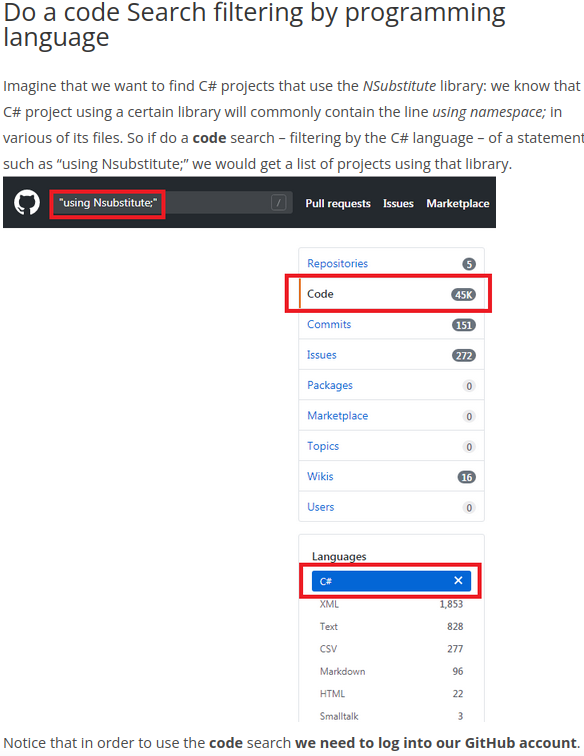 Do a code Search filtering by programming
language
Imagine that we want to find C# projects that use the NSubstitute library: we know that
C# project using a certain library will commonly contain the line using namespace; in
various of its files. So if do a code search – filtering by the C# language – of a statement
such as “using Nsubstitute;” we would get a list of projects using that library.
"using Nsubstitute;" / Pull requests Issues Marketplace
Repositories 5
Code 45K
Commits 151
Issues 272
Packages 0
Marketplace 0
Topics 0
Wikis 16
Users 0
Languages
C# ×
XML 1,853
Text 828
CSV 277
Markdown 96
HTML 22
Smalltalk 3
Notice that in order to use the code search we need to log into our GitHub account.